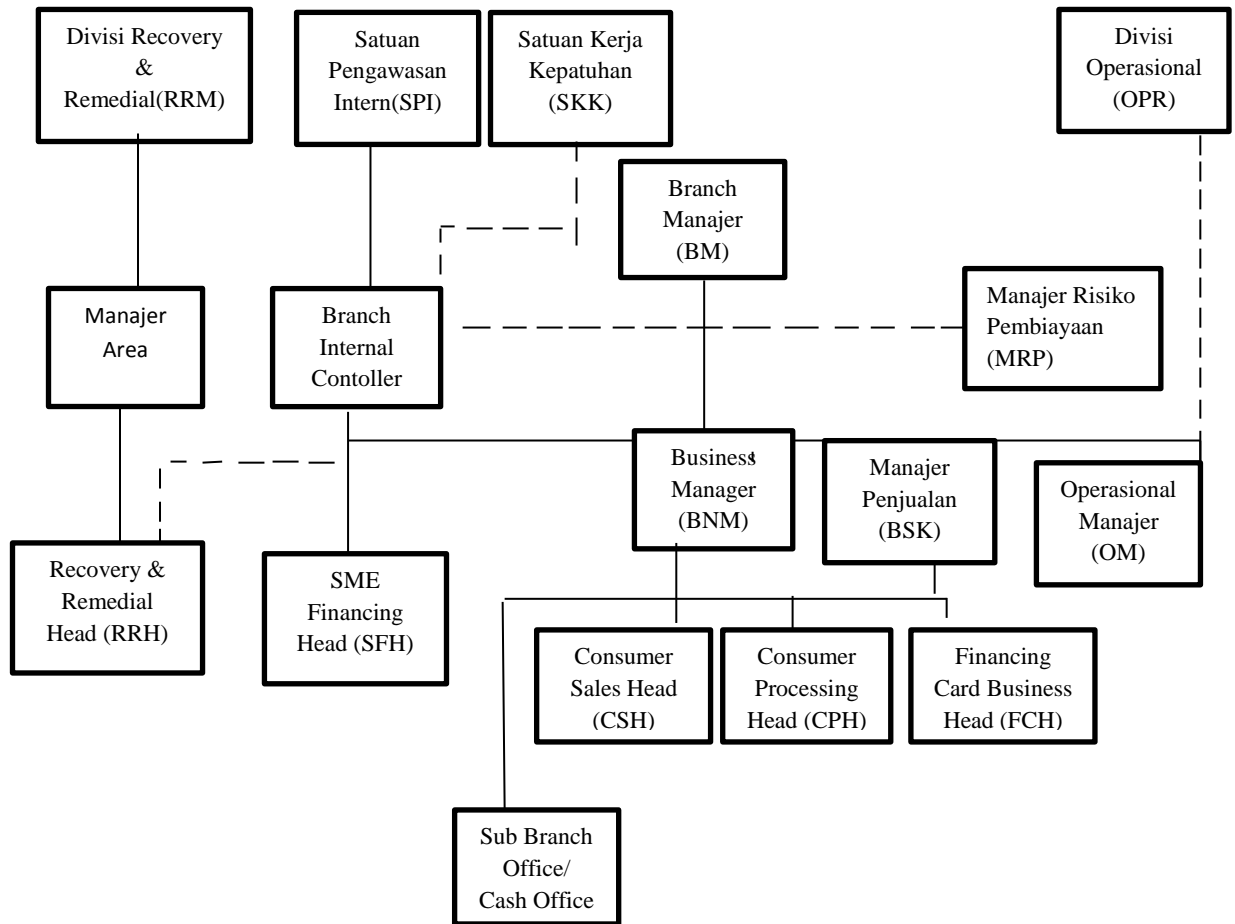 Divisi Recovery
&
Remedial(RRM)
Satuan
Pengawasan
Intern(SPI)
Satuan Kerja
Kepatuhan
(SKK)
Divisi
Operasional
(OPR)
Branch
Manajer
(BM)
Manajer
Area
Branch
Internal
Contoller
Manajer Risiko
Pembiayaan
(MRP)
Business
Manager
(BNM)
Manajer
Penjualan
(BSK)
Operasional
Manajer
(OM)
Recovery &
Remedial
Head (RRH)
SME
Financing
Head (SFH)
Consumer
Sales Head
(CSH)
Consumer
Processing
Head (CPH)
Financing
Card Business
Head (FCH)
Sub Branch
Office/
Cash Office